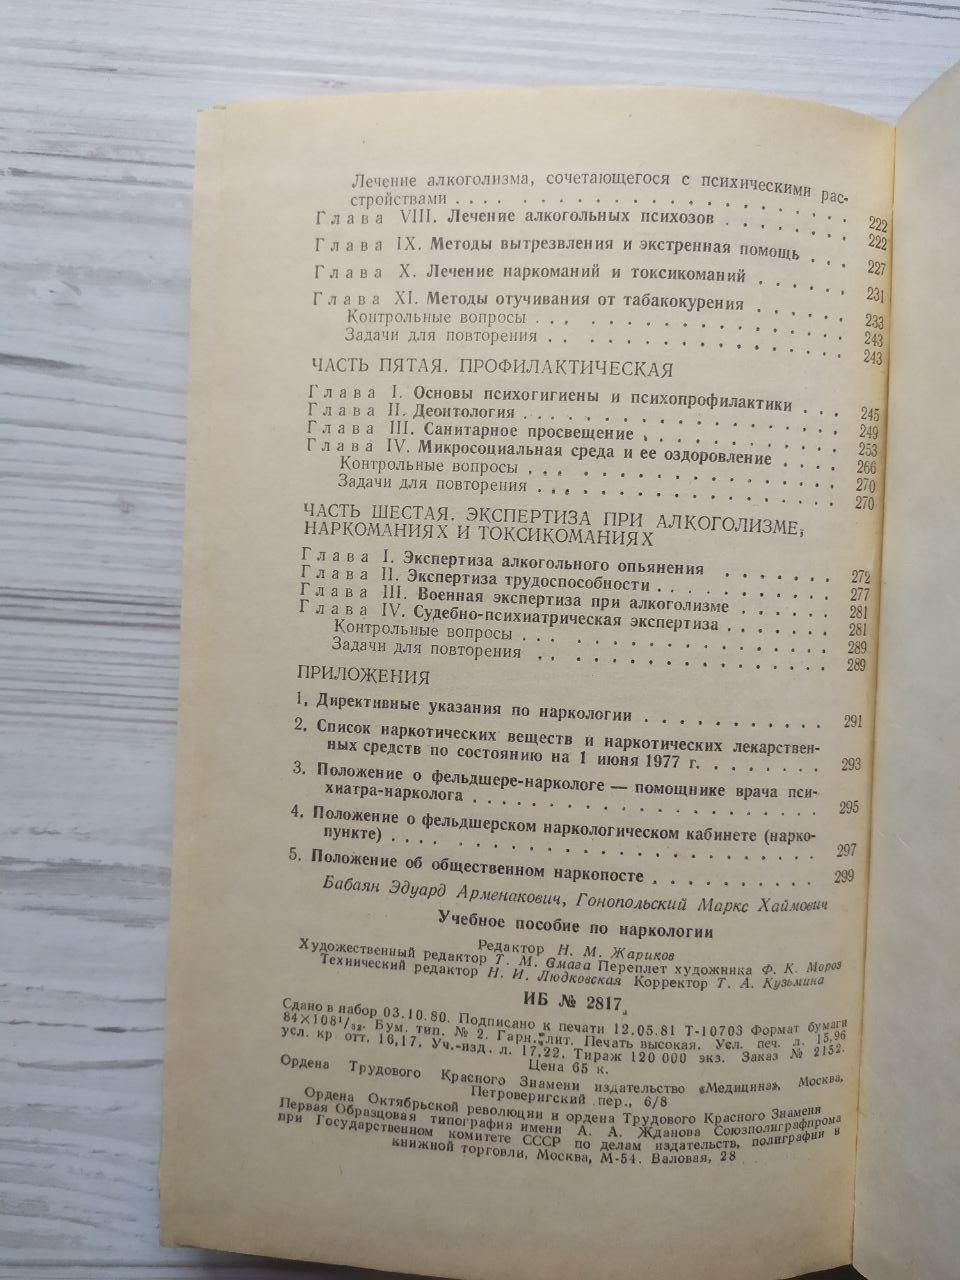 Лечение алкоголизма, сочетающегося с психическими рас-
стройствами . . . . . . . . . . . . . . . . . . 222
Глава VIII. Лечение алкогольных психозов . . . . . . . 222
Глава IX. Методы вытрезвления и экстренная помощь . . . 227
Глава X. Лечение наркоманий и токсикоманий . . . . . . 231
Глава XI. Методы отучивания от табакокурения . . . . . . 233
Контрольные вопросы . . . . . . . . . . . . . . . 243
Задачи для повторения . . . . . . . . . . . . . . 243
ЧАСТЬ ПЯТАЯ. ПРОФИЛАКТИЧЕСКАЯ
Глава I. Основы психогигиены и психопрофилактики . . . 245
Глава II. Деонтология . . . . . . . . . . . . . . . . 249
Глава III. Санитарное просвещение . . . . . . . . . . 253
Глава IV. Микросоциальная среда и ее оздоровление . . . . 266
Контрольные вопросы . . . . . . . . . . . . . . . 270
Задачи для повторения . . . . . . . . . . . . . . . 270
ЧАСТЬ ШЕСТАЯ. ЭКСПЕРТИЗА ПРИ АЛКОГОЛИЗМЕ,
НАРКОМАНИЯХ И ТОКСИКОМАНИЯХ
Глава I. Экспертиза алкогольного опьянения . . . . . . . 272
Глава II. Экспертиза трудоспособности . . . . . . . . . . 277
Глава III. Военная экспертиза при алкоголизме . . . . . . 281
Глава IV. Судебно-психиатрическая экспертиза . . . . . . . 281
Контрольные вопросы . . . . . . . . . . . . . . . 289
Задачи для повторения . . . . . . . . . . . . . . . 289
ПРИЛОЖЕНИЯ
1. Директивные указания по наркологии . . . . . . . . . . 291
2. Список наркотических веществ и наркотических лекарствен-
ных средств по состоянию на 1 июня 1977 г. . . . . . . . 293
3. Положение о фельдшере-наркологе — помощнике врача пси-
хиатра-нарколога . . . . . . . . . . . . . . . . . . 295
4. Положение о фельдшерском наркологическом кабинете (нарко-
пункте) . . . . . . . . . . . . . . . . . . . . . . 297
5. Положение об общественном наркопосте . . . . . . . . . 299
Бабаян Эдуард Арменакович, Гонопольский Маркс Хаймович
Учебное пособие по наркологии
Редактор Н. М. Жариков
Художественный редактор Т. М. Смага Переплет художника Ф. К. Мороз
Технический редактор Н. И. Людковская Корректор Т. А. Кузьмина
ИБ № 2817
Сдано в набор 03.10.80. Подписано к печати 12.05.81 Т-10703 Формат бумаги
84×108 1/32. Бум. тип. № 2. Гарн. лит. Печать высокая. Усл. печ. л. 15,96
усл. кр отт. 16,17. Уч.-изд. л. 17,22. Тираж 120 000 экз. Заказ № 2152.
Цена 65 к.
Ордена Трудового Красного Знамени издательство «Медицина», Москва,
Петроверигский пер., 6/8
Ордена Октябрьской революции и ордена Трудового Красного Знамени
Первая Образцовая типография имени А. А. Жданова Союзполиграфпрома
при Государственном комитете СССР по делам издательств, полиграфии и
книжной торговли, Москва, М-54. Валовая, 28